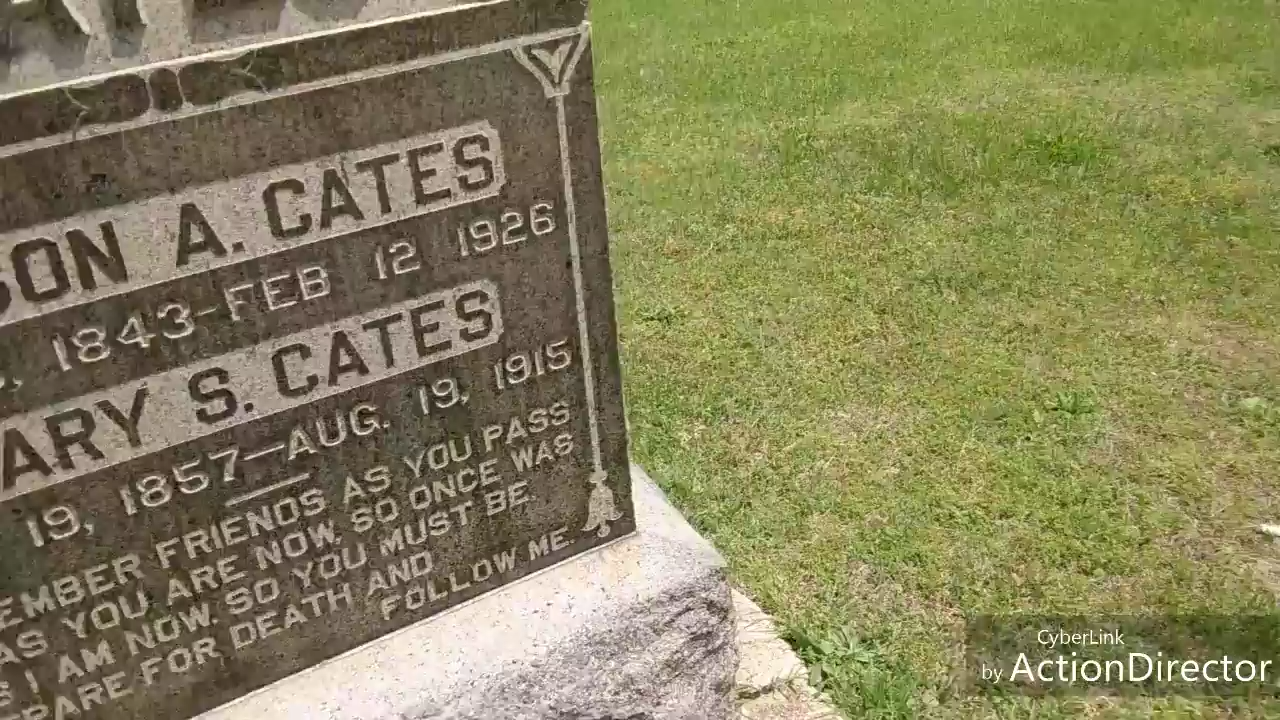 ON A. CATES
1843-FEB 12 1926
ARY S. CATES
19, 1857—AUG. 19, 1915
EMBER FRIENDS AS YOU PASS
AS YOU ARE NOW, SO ONCE WAS
I AM NOW. SO YOU MUST BE.
PARE FOR DEATH AND
FOLLOW ME.
CyberLink
by ActionDirector